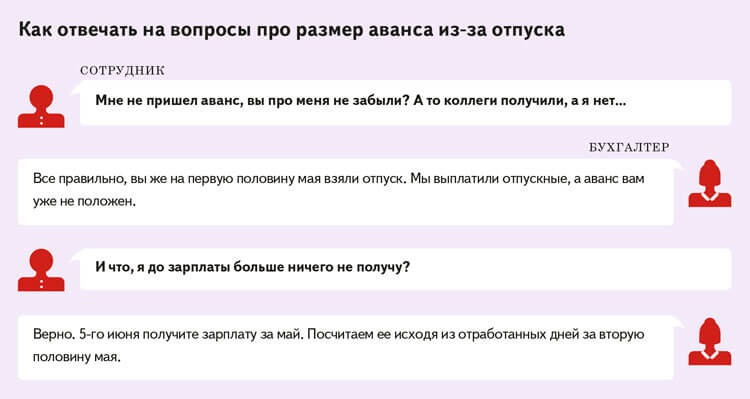 Как отвечать на вопросы про размер аванса из-за отпуска
СОТРУДНИК
Мне не пришел аванс, вы про меня не забыли? А то коллеги получили, а я нет...
БУХГАЛТЕР
Все правильно, вы же на первую половину мая взяли отпуск. Мы выплатили отпускные, а аванс вам
уже не положен.
И что, я до зарплаты больше ничего не получу?
Верно. 5-го июня получите зарплату за май. Посчитаем ее исходя из отработанных дней за вторую
половину мая.